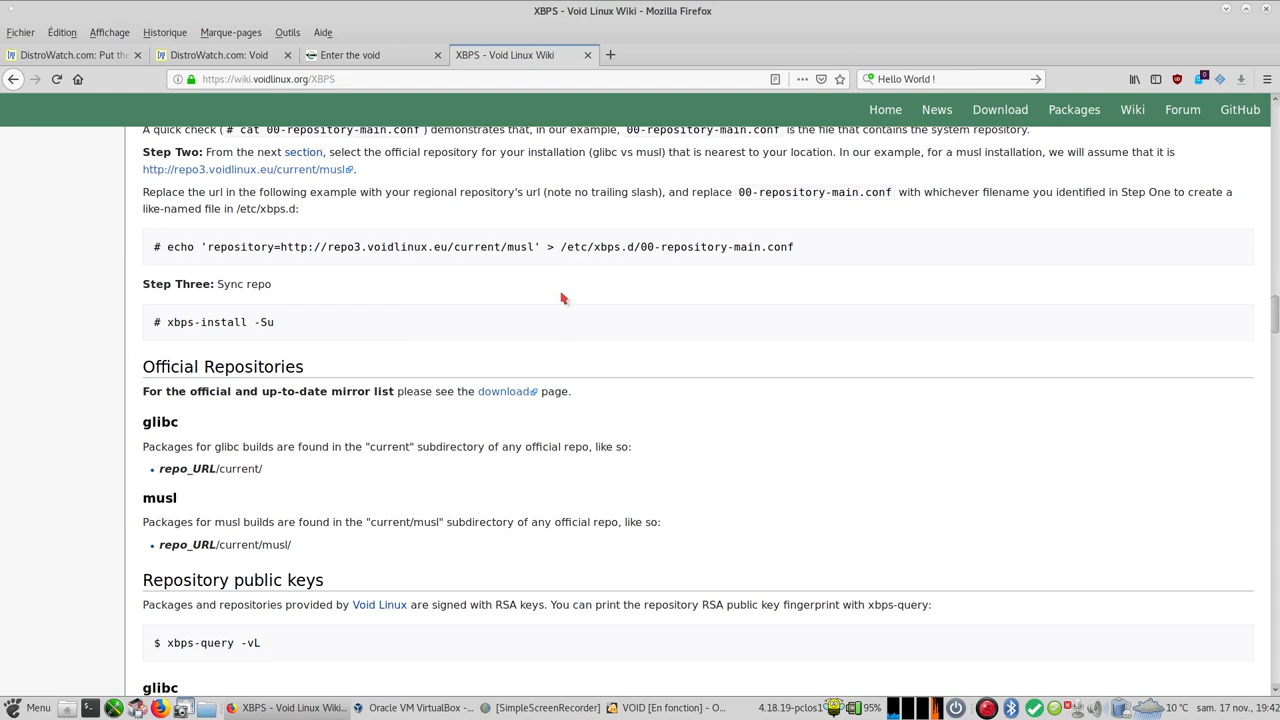 XBPS - Void Linux Wiki - Mozilla Firefox
Fichier Édition Affichage Historique Marque-pages Outils Aide
DistroWatch.com: Put the DistroWatch.com: Void Enter the void XBPS - Void Linux Wiki
https://wiki.voidlinux.org/XBPS Hello World ! 0
Home News Download Packages Wiki Forum GitHub
A quick check ( # cat 00-repository-main.conf ) demonstrates that, in our example, 00-repository-main.conf is the file that contains the system repository.
Step Two: From the next section, select the official repository for your installation (glibc vs musl) that is nearest to your location. In our example, for a musl installation, we will assume that it is
http://repo3.voidlinux.eu/current/musl.
Replace the url in the following example with your regional repository's url (note no trailing slash), and replace 00-repository-main.conf with whichever filename you identified in Step One to create a
like-named file in /etc/xbps.d:
# echo 'repository=http://repo3.voidlinux.eu/current/musl' > /etc/xbps.d/00-repository-main.conf
Step Three: Sync repo
# xbps-install -Su
Official Repositories
For the official and up-to-date mirror list please see the download page.
glibc
Packages for glibc builds are found in the "current" subdirectory of any official repo, like so:
• repo_URL/current/
musl
Packages for musl builds are found in the "current/musl" subdirectory of any official repo, like so:
• repo_URL/current/musl/
Repository public keys
Packages and repositories provided by Void Linux are signed with RSA keys. You can print the repository RSA public key fingerprint with xbps-query:
$ xbps-query -vL
glibc
Menu XBPS - Void Linux Wiki... Oracle VM VirtualBox -... [SimpleScreenRecorder] VOID [En fonction] - O... 4.18.19-pclos1 95% 10 °C sam. 17 nov., 19:42